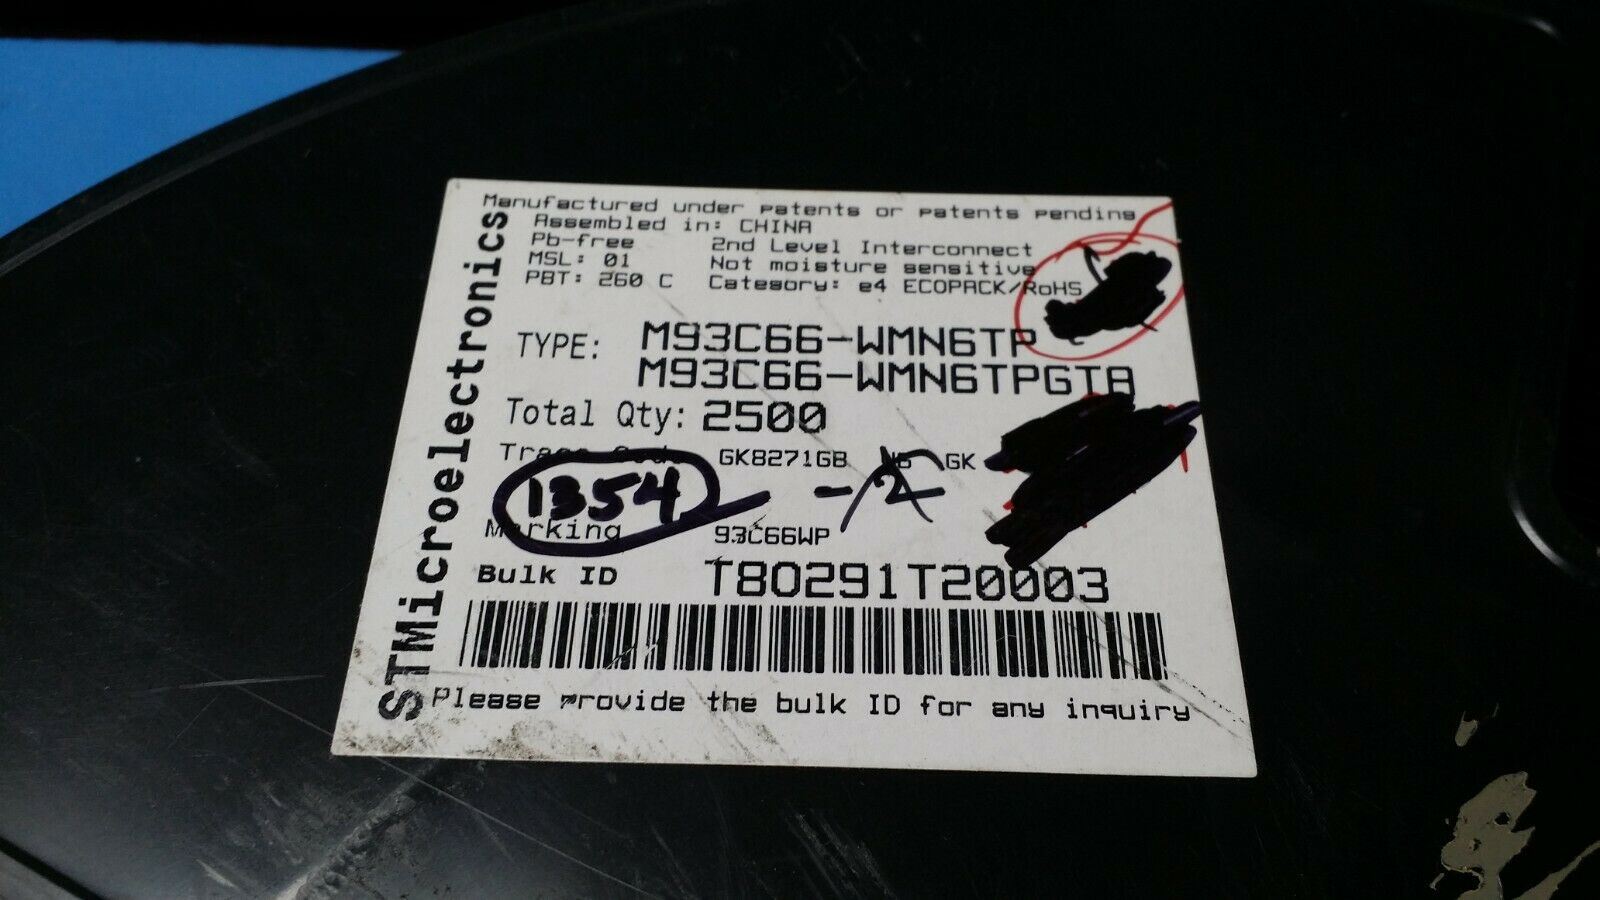 STMicroelectronics
Manufactured under patents or patents pending
Assembled in: CHINA
Pb-free 2nd Level Interconnect
MSL: 01 Not moisture sensitive
PBT: 260 C Category: e4 ECOPACK/RoHS
TYPE: M93C66-WMN6TP
M93C66-WMN6TPGTA
Total Qty: 2500
GK8271GB GK
1354 -2
Marking 93C66WP
Bulk ID T80291T20003
Please provide the bulk ID for any inquiry